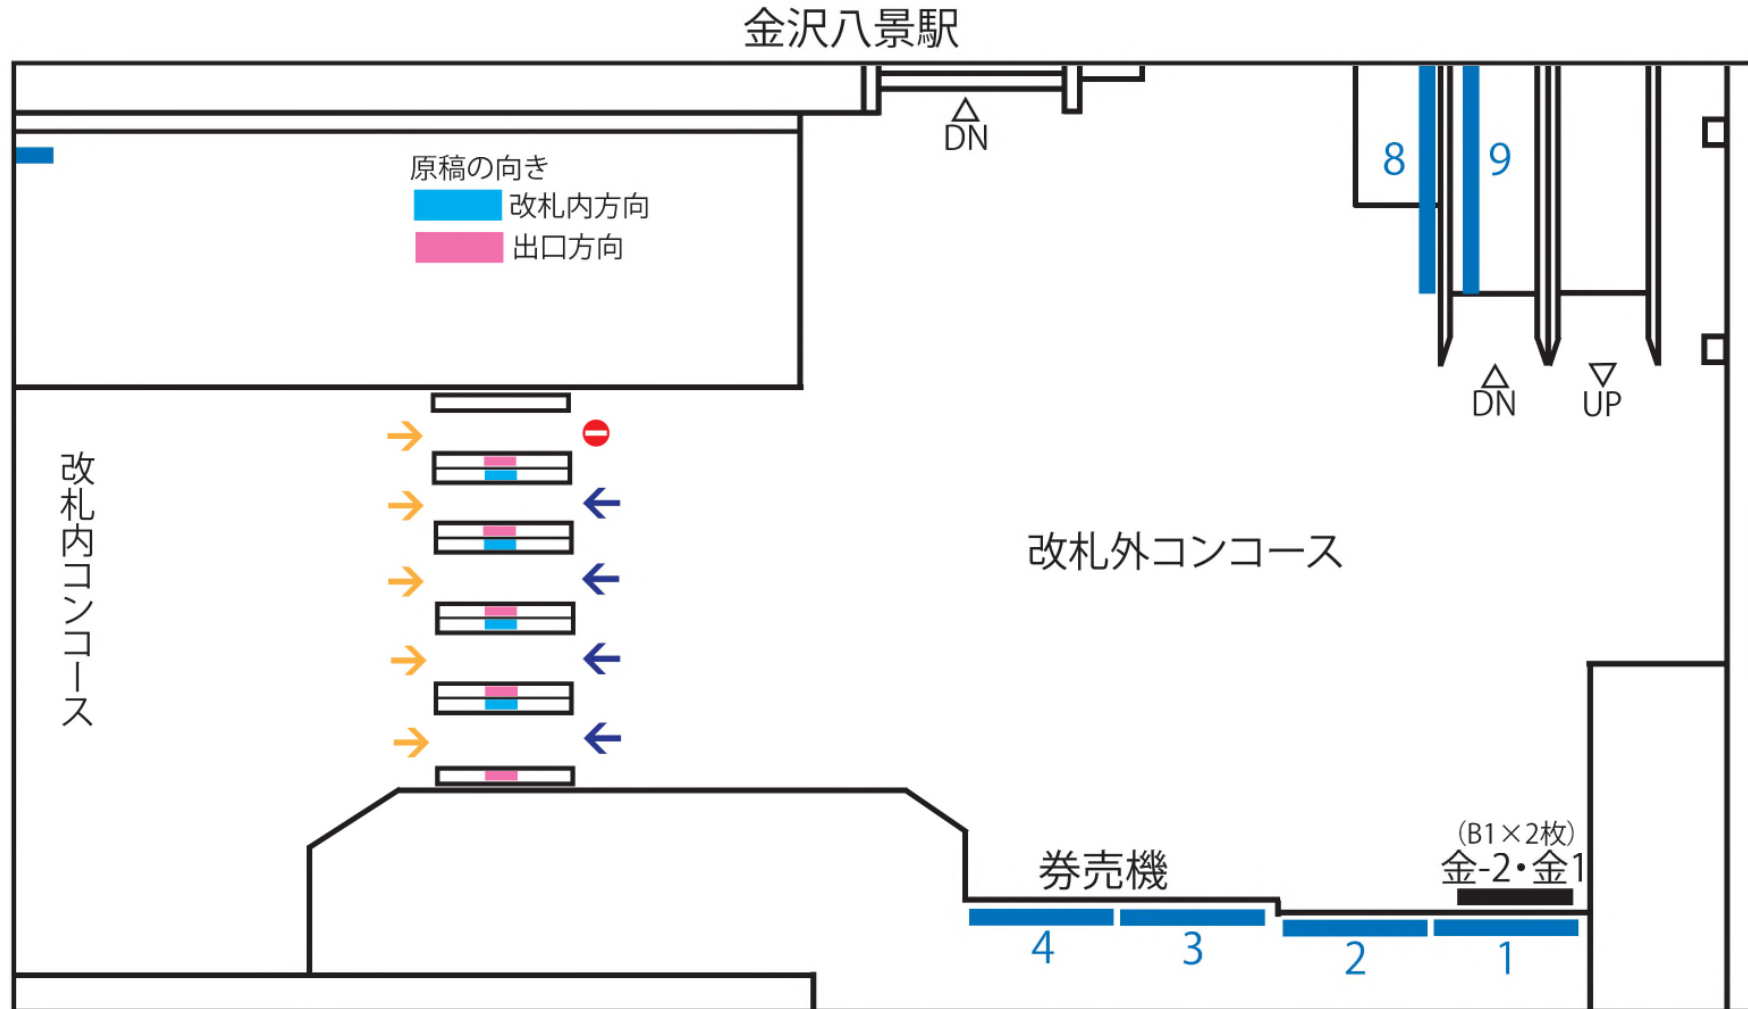 金沢八景駅
DN
8
9
原稿の向き
改札内方向
出口方向
DN
UP
改札内コンコース
改札外コンコース
(B1×2枚)
金-2・金1
券売機
4
3
2
1